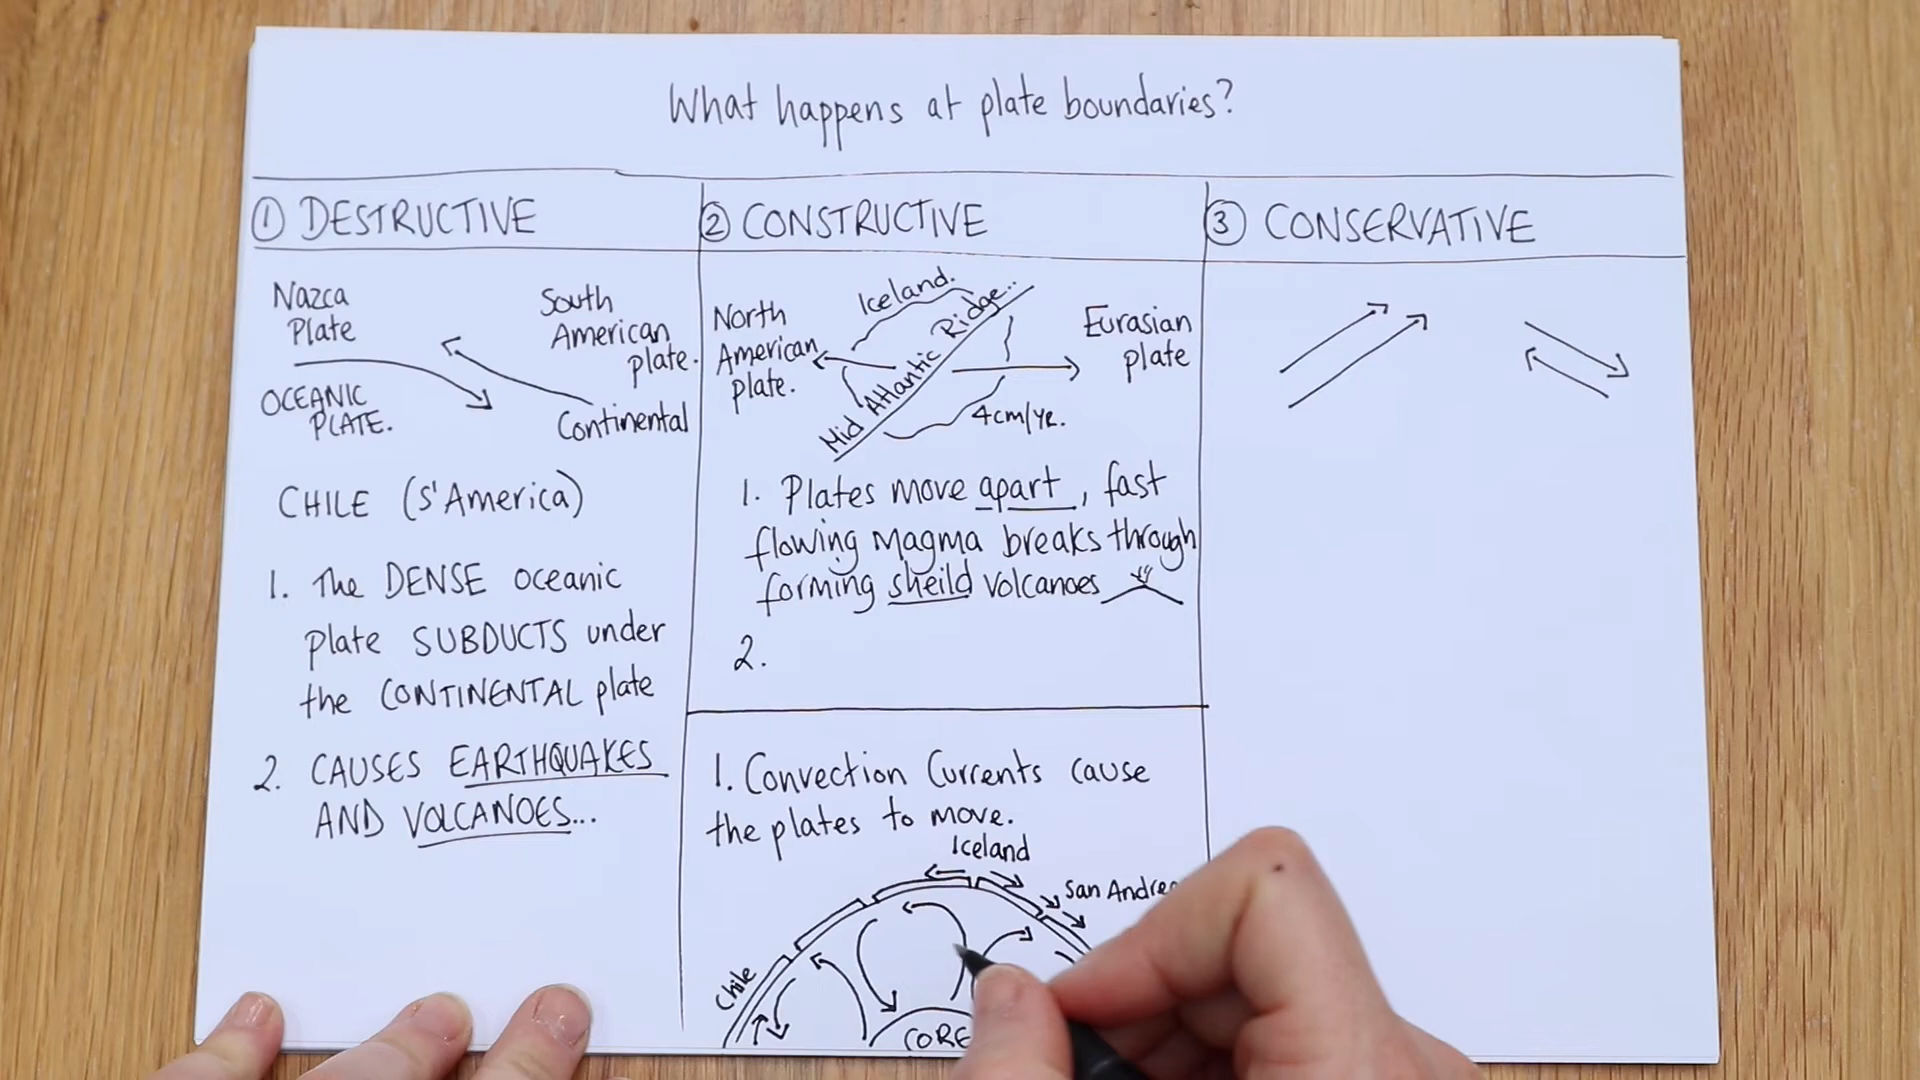 What happens at plate boundaries?
① DESTRUCTIVE
Nazca
Plate
South
American
plate.
OCEANIC
PLATE.
Continental
CHILE (S'America)
1. The DENSE oceanic
plate SUBDUCTS under
the CONTINENTAL plate
2. CAUSES EARTHQUAKES
AND VOLCANOES...
② CONSTRUCTIVE
Iceland.
North
American
plate.
Mid Atlantic Ridge..
Eurasian
plate
4cm/YR.
1. Plates move apart, fast
flowing magma breaks through
forming sheild volcanoes
2.
1. Convection Currents cause
the plates to move.
Iceland
San
Chile
CORE
③ CONSERVATIVE